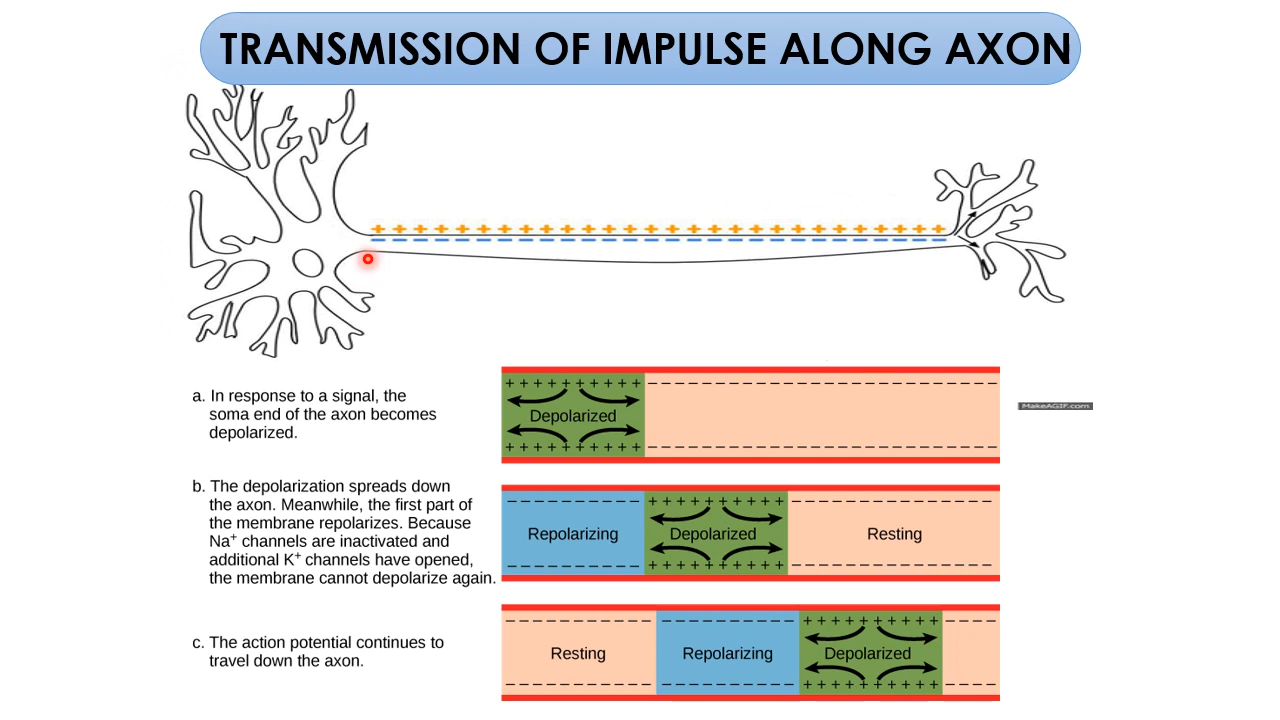 TRANSMISSION OF IMPULSE ALONG AXON
+ + + + + + + + + + + + + + + + + + + + + + + + + + + +
− − − − − − − − − − − − − − − − − − − − − − − − − − − −
a. In response to a signal, the
soma end of the axon becomes
depolarized.
+ + + + + + + + + +
Depolarized
+ + + + + + + + + +
MakeAGIF.com
b. The depolarization spreads down
the axon. Meanwhile, the first part of
the membrane repolarizes. Because
Na⁺ channels are inactivated and
additional K⁺ channels have opened,
the membrane cannot depolarize again.
+ + + + + + + + + +
Repolarizing Depolarized Resting
+ + + + + + + + + +
c. The action potential continues to
travel down the axon.
+ + + + + + + + + +
Resting Repolarizing Depolarized
+ + + + + + + + + +